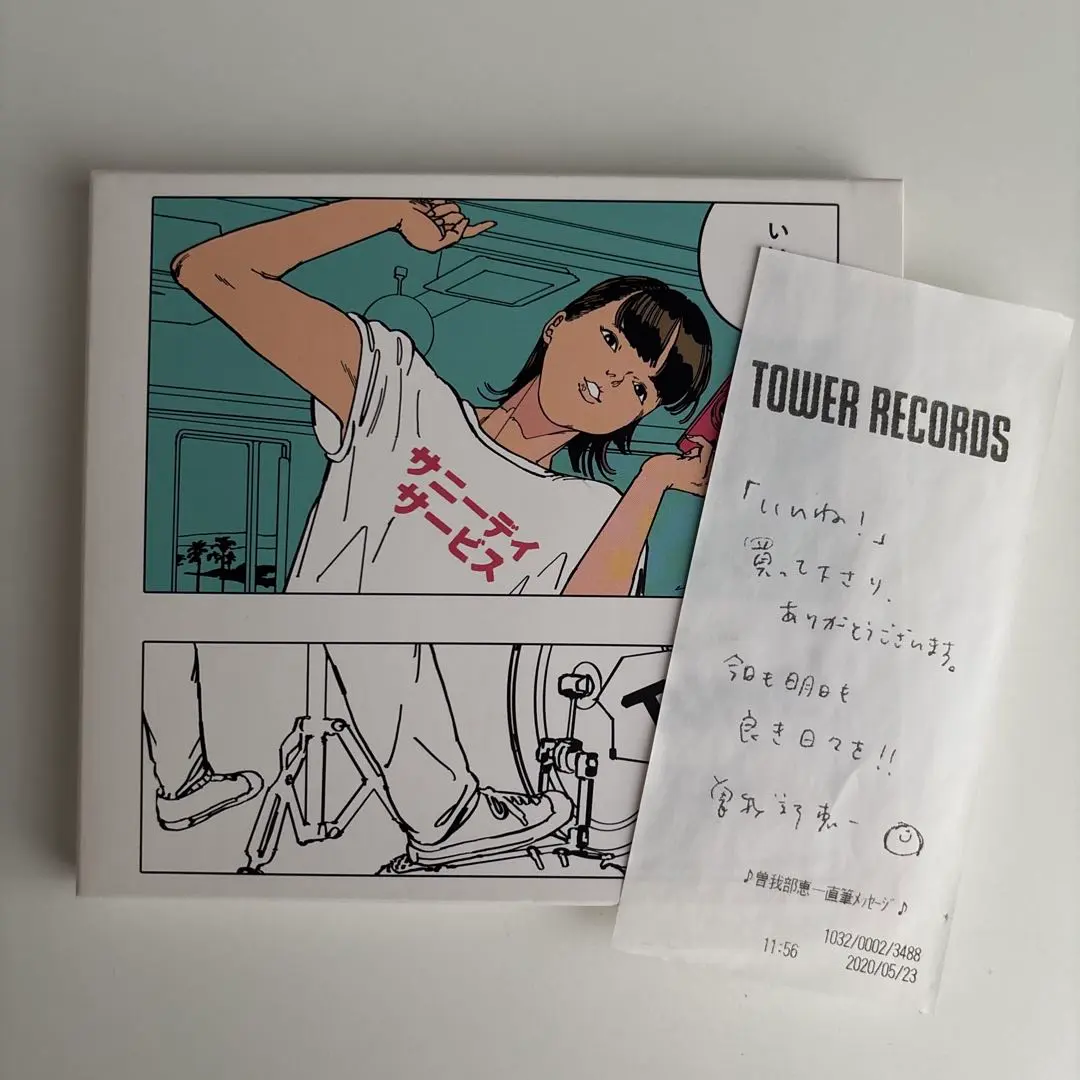 い
サニーデイ
サービス
TOWER RECORDS
「いいね!」
買って下さり、
ありがとうございます。
今日も明日も
良き日々を!!
曽我部恵一
♪曽我部恵一直筆メッセージ♪
1032/0002/3488
11:56 2020/05/23